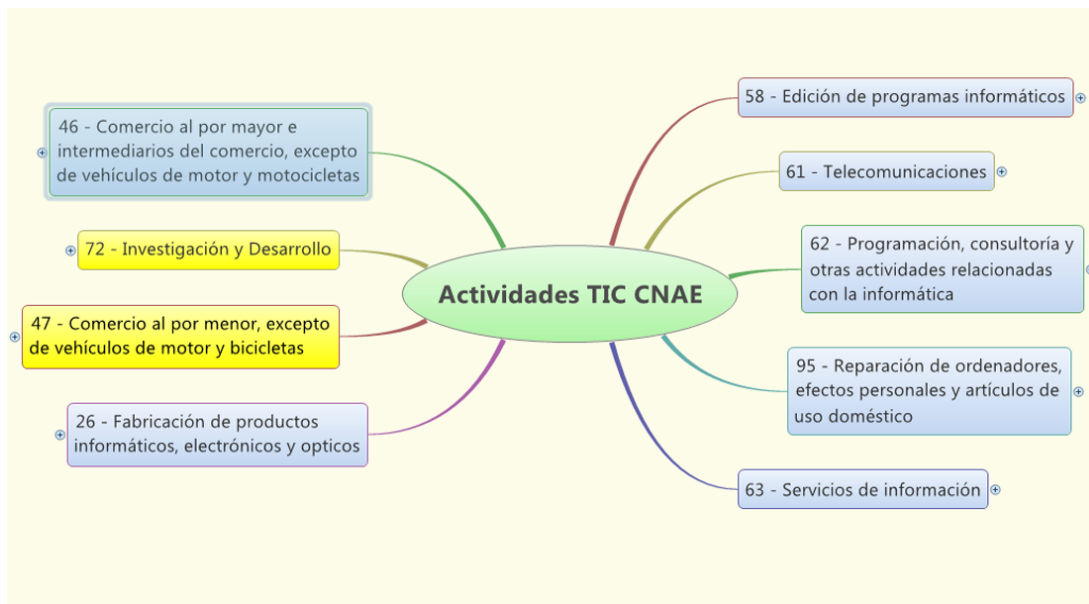 Actividades TIC CNAE
58 - Edición de programas informáticos
61 - Telecomunicaciones
62 - Programación, consultoría y
otras actividades relacionadas
con la informática
95 - Reparación de ordenadores,
efectos personales y artículos de
uso doméstico
63 - Servicios de información
46 - Comercio al por mayor e
intermediarios del comercio, excepto
de vehículos de motor y motocicletas
72 - Investigación y Desarrollo
47 - Comercio al por menor, excepto
de vehículos de motor y bicicletas
26 - Fabricación de productos
informáticos, electrónicos y opticos